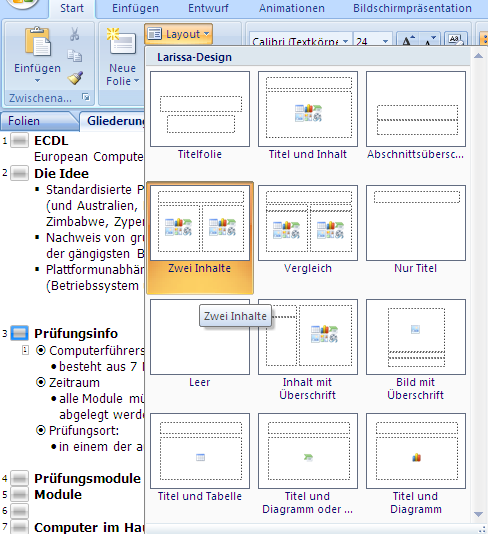 Start Einfügen Entwurf Animationen Bildschirmpräsentation
Layout
Calibri (Textkörpe 24
Einfügen
Neue
Folie
Zwischena...
Larissa-Design
Titelfolie Titel und Inhalt Abschnittsübersc...
Zwei Inhalte Vergleich Nur Titel
Zwei Inhalte
Leer Inhalt mit Überschrift Bild mit Überschrift
Titel und Tabelle Titel und Diagramm oder ... Titel und Diagramm
Folien Gliederung
1 ECDL
European Compute
2 Die Idee
Standardisierte P
(und Australien,
Zimbabwe, Zyper
Nachweis von gru
der gängigsten B
Plattformunabhän
(Betriebssystem
3 Prüfungsinfo
1 Computerführers
besteht aus 7
Zeitraum
alle Module mü
abgelegt werde
Prüfungsort:
in einem der a
4 Prüfungsmodule
5 Module
6
7 Computer im Hau